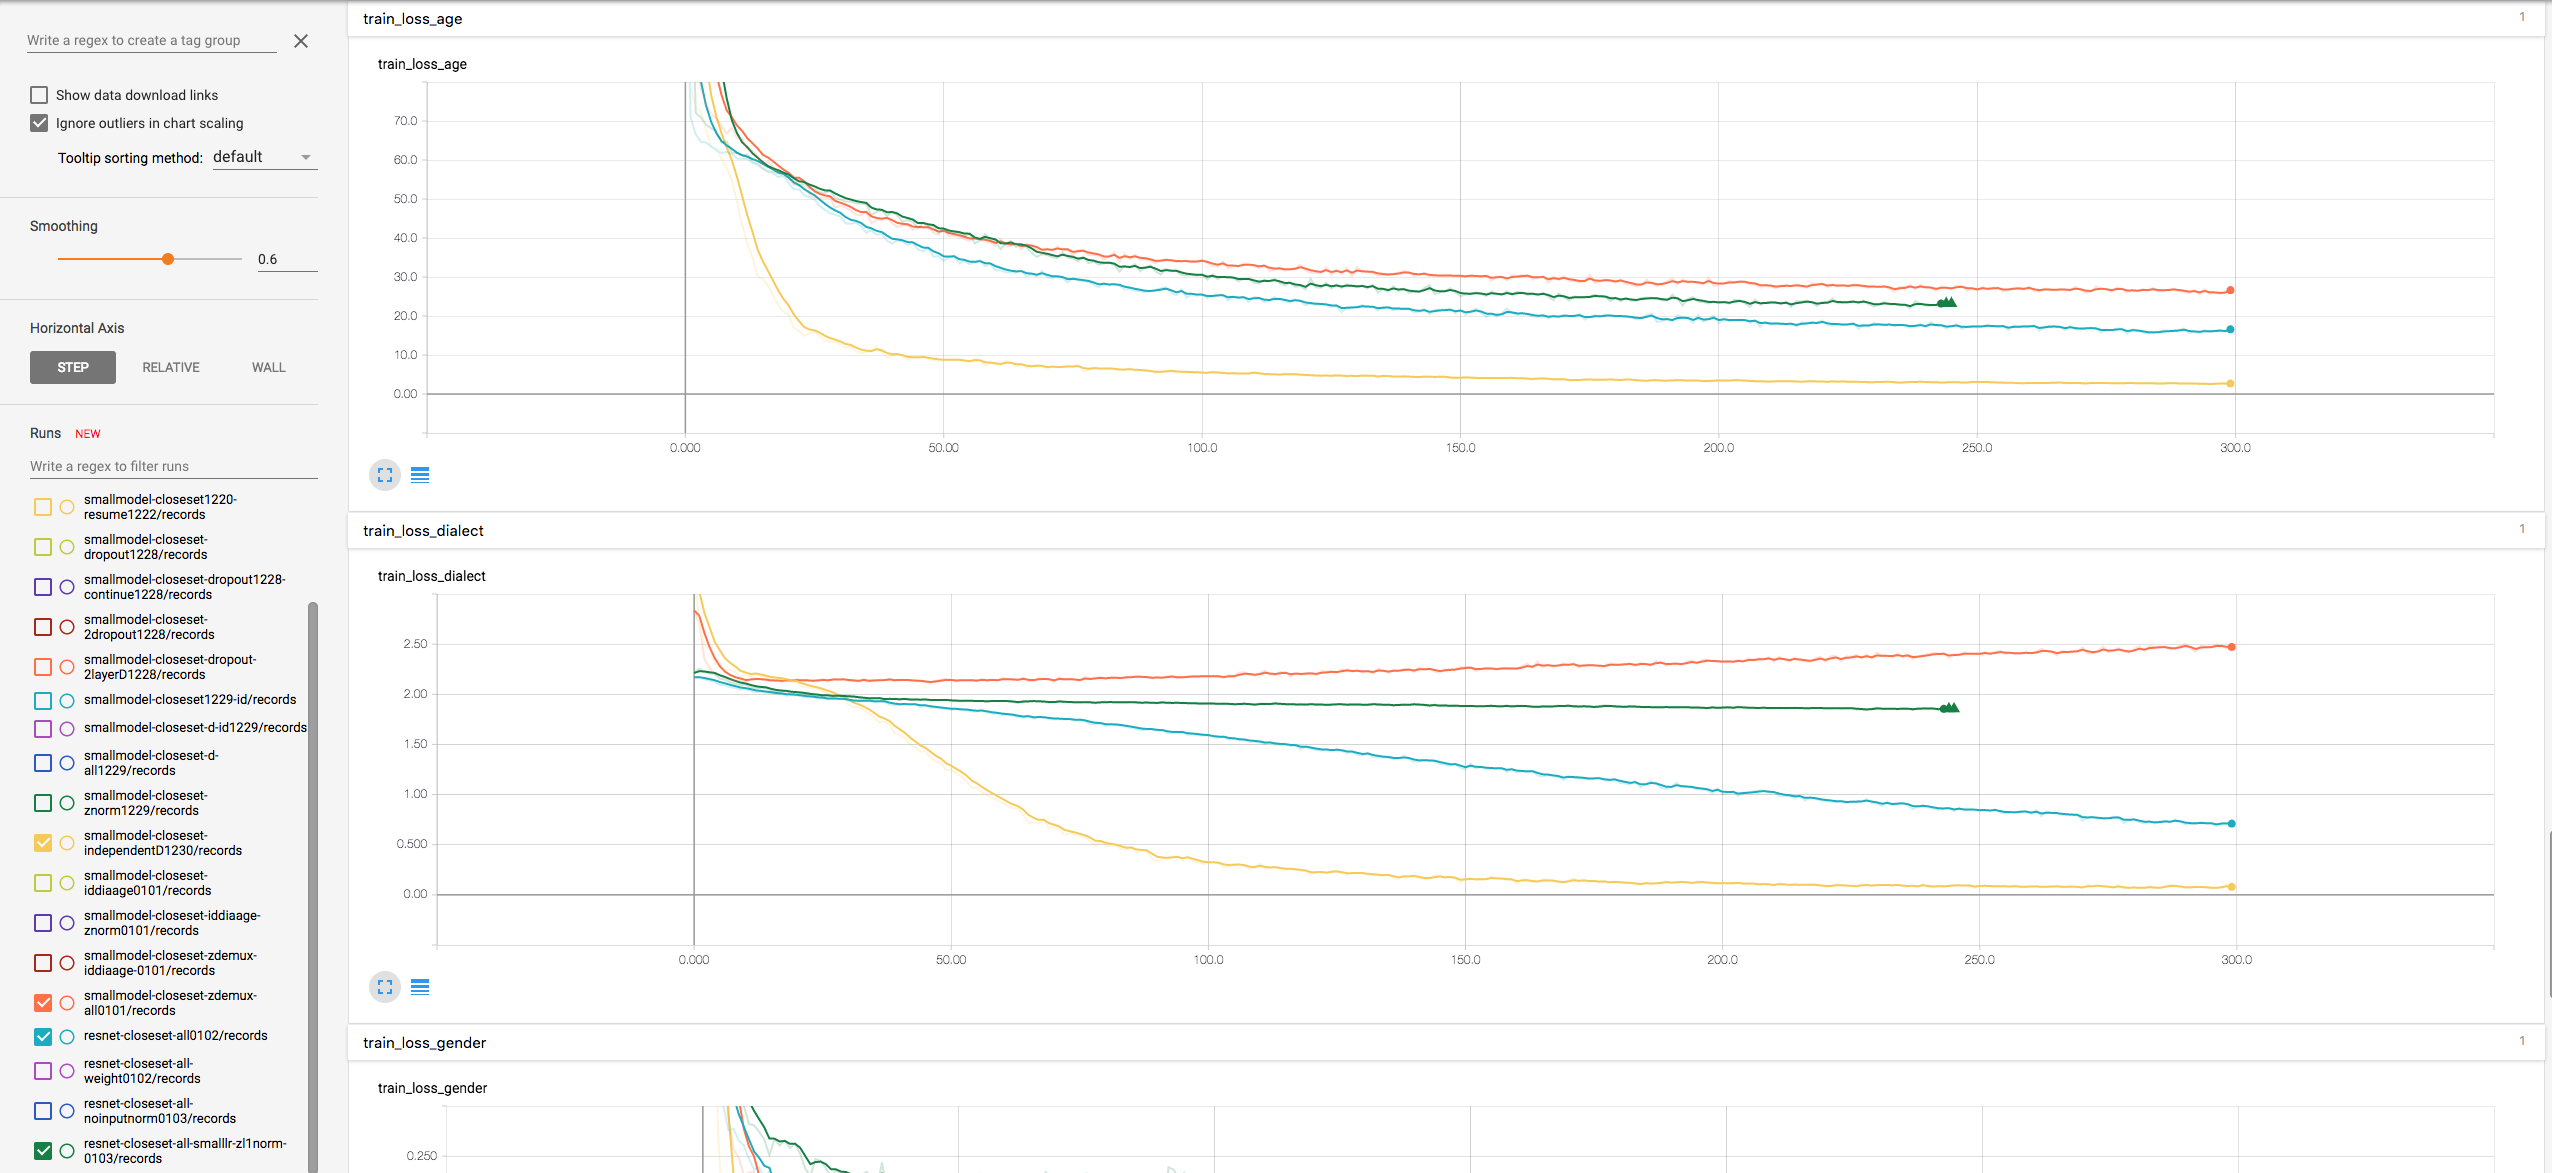 Write a regex to create a tag group
Show data download links
Ignore outliers in chart scaling
Tooltip sorting method: default
Smoothing
0.6
Horizontal Axis
STEP RELATIVE WALL
Runs NEW
Write a regex to filter runs
smallmodel-closeset1220-
resume1222/records
smallmodel-closeset-
dropout1228/records
smallmodel-closeset-dropout1228-
continue1228/records
smallmodel-closeset-
2dropout1228/records
smallmodel-closeset-dropout-
2layerD1228/records
smallmodel-closeset1229-id/records
smallmodel-closeset-d-id1229/records
smallmodel-closeset-d-
all1229/records
smallmodel-closeset-
znorm1229/records
smallmodel-closeset-
independentD1230/records
smallmodel-closeset-
iddiaage0101/records
smallmodel-closeset-iddiaage-
znorm0101/records
smallmodel-closeset-zdemux-
iddiaage-0101/records
smallmodel-closeset-zdemux-
all0101/records
resnet-closeset-all0102/records
resnet-closeset-all-
weight0102/records
resnet-closeset-all-
noinputnorm0103/records
resnet-closeset-all-smalllr-zl1norm-
0103/records
train_loss_age 1
train_loss_age
70.0
60.0
50.0
40.0
30.0
20.0
10.0
0.00
0.000 50.00 100.0 150.0 200.0 250.0 300.0
train_loss_dialect 1
train_loss_dialect
2.50
2.00
1.50
1.00
0.500
0.00
0.000 50.00 100.0 150.0 200.0 250.0 300.0
train_loss_gender 1
train_loss_gender
0.250